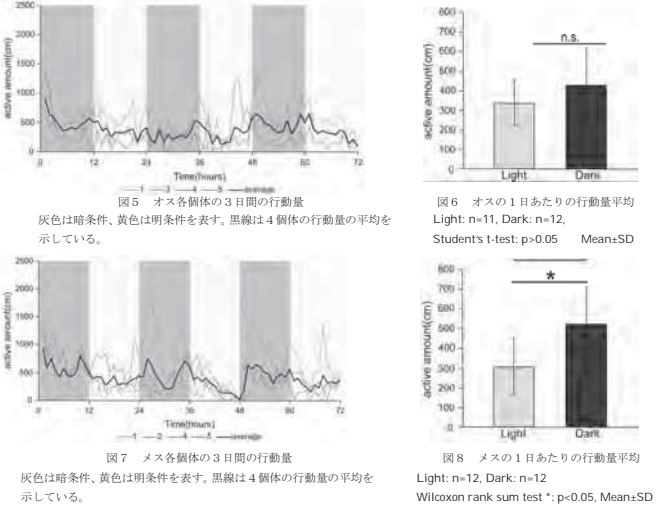 2500
2000
1500
1000
500
0
active amount(cm)
0 12 24 36 48 60 72
Time(hours)
1 3 4 5 average
図5 オス各個体の3日間の行動量
灰色は暗条件、黄色は明条件を表す。黒線は4個体の行動量の平均を
示している。
800
700
600
500
400
300
200
100
0
active amount(cm)
n.s.
Light Dark
図6 オスの1日あたりの行動量平均
Light: n=11, Dark: n=12,
Student's t-test: p>0.05 Mean±SD
2500
2000
1500
1000
500
0
active amount(cm)
0 12 24 36 48 60 72
Time(hours)
1 2 4 5 average
図7 メス各個体の3日間の行動量
灰色は暗条件、黄色は明条件を表す。黒線は4個体の行動量の平均を
示している。
800
700
600
500
400
300
200
100
0
active amount(cm)
*
Light Dark
図8 メスの1日あたりの行動量平均
Light: n=12, Dark: n=12
Wilcoxon rank sum test *: p<0.05, Mean±SD